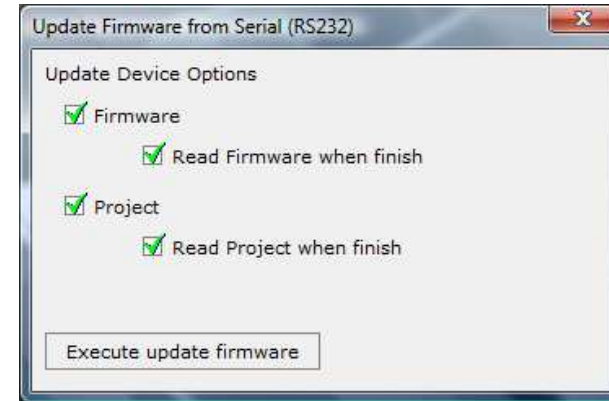 Update Firmware from Serial (RS232)
Update Device Options
Firmware
Read Firmware when finish
Project
Read Project when finish
Execute update firmware